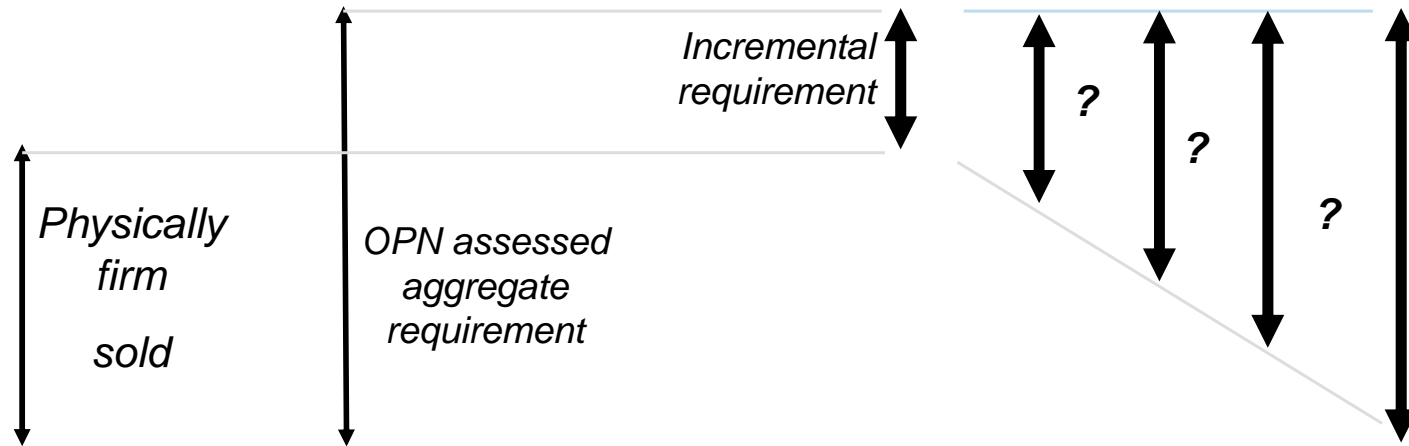 Incremental
requirement
?
?
?
Physically
firm
sold
OPN assessed
aggregate
requirement